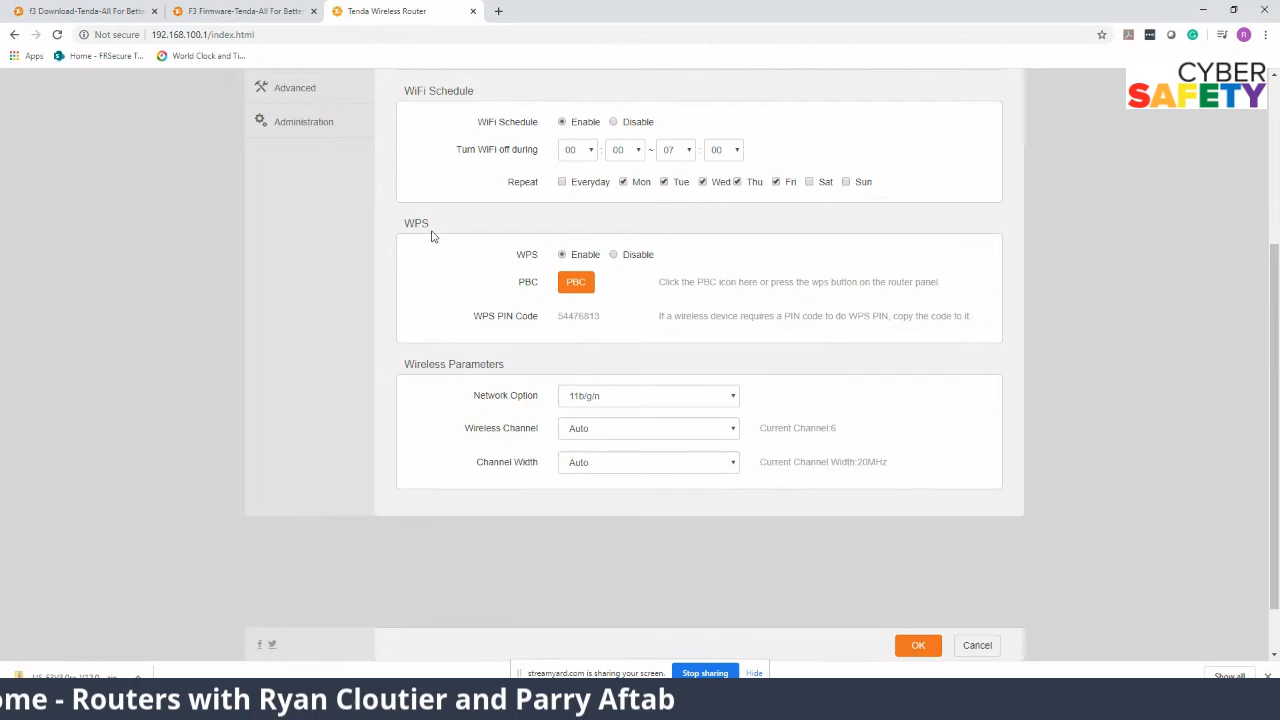 f3 Download-Tenda-All For Bette
F3 Firmware-Tenda-All For Bette
Tenda Wireless Router
Not secure
192.168.100.1/index.html
R
Apps
Home - FRSecure T...
World Clock and Ti...
CYBER
SAFETY
Advanced
Administration
WiFi Schedule
WiFi Schedule Enable Disable
Turn WiFi off during 00 : 00 ~ 07 : 00
Repeat Everyday Mon Tue Wed Thu Fri Sat Sun
WPS
WPS Enable Disable
PBC PBC Click the PBC icon here or press the wps button on the router panel.
WPS PIN Code 54476813 If a wireless device requires a PIN code to do WPS PIN, copy the code to it.
Wireless Parameters
Network Option 11b/g/n
Wireless Channel Auto Current Channel:6
Channel Width Auto Current Channel Width:20MHz
OK Cancel
streamyard.com is sharing your screen. Stop sharing Hide
Show all
ome - Routers with Ryan Cloutier and Parry Aftab